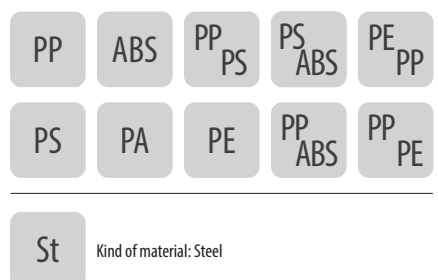 PP ABS PP PS PS ABS PE PP
PS PA PE PP ABS PP PE
St Kind of material: Steel